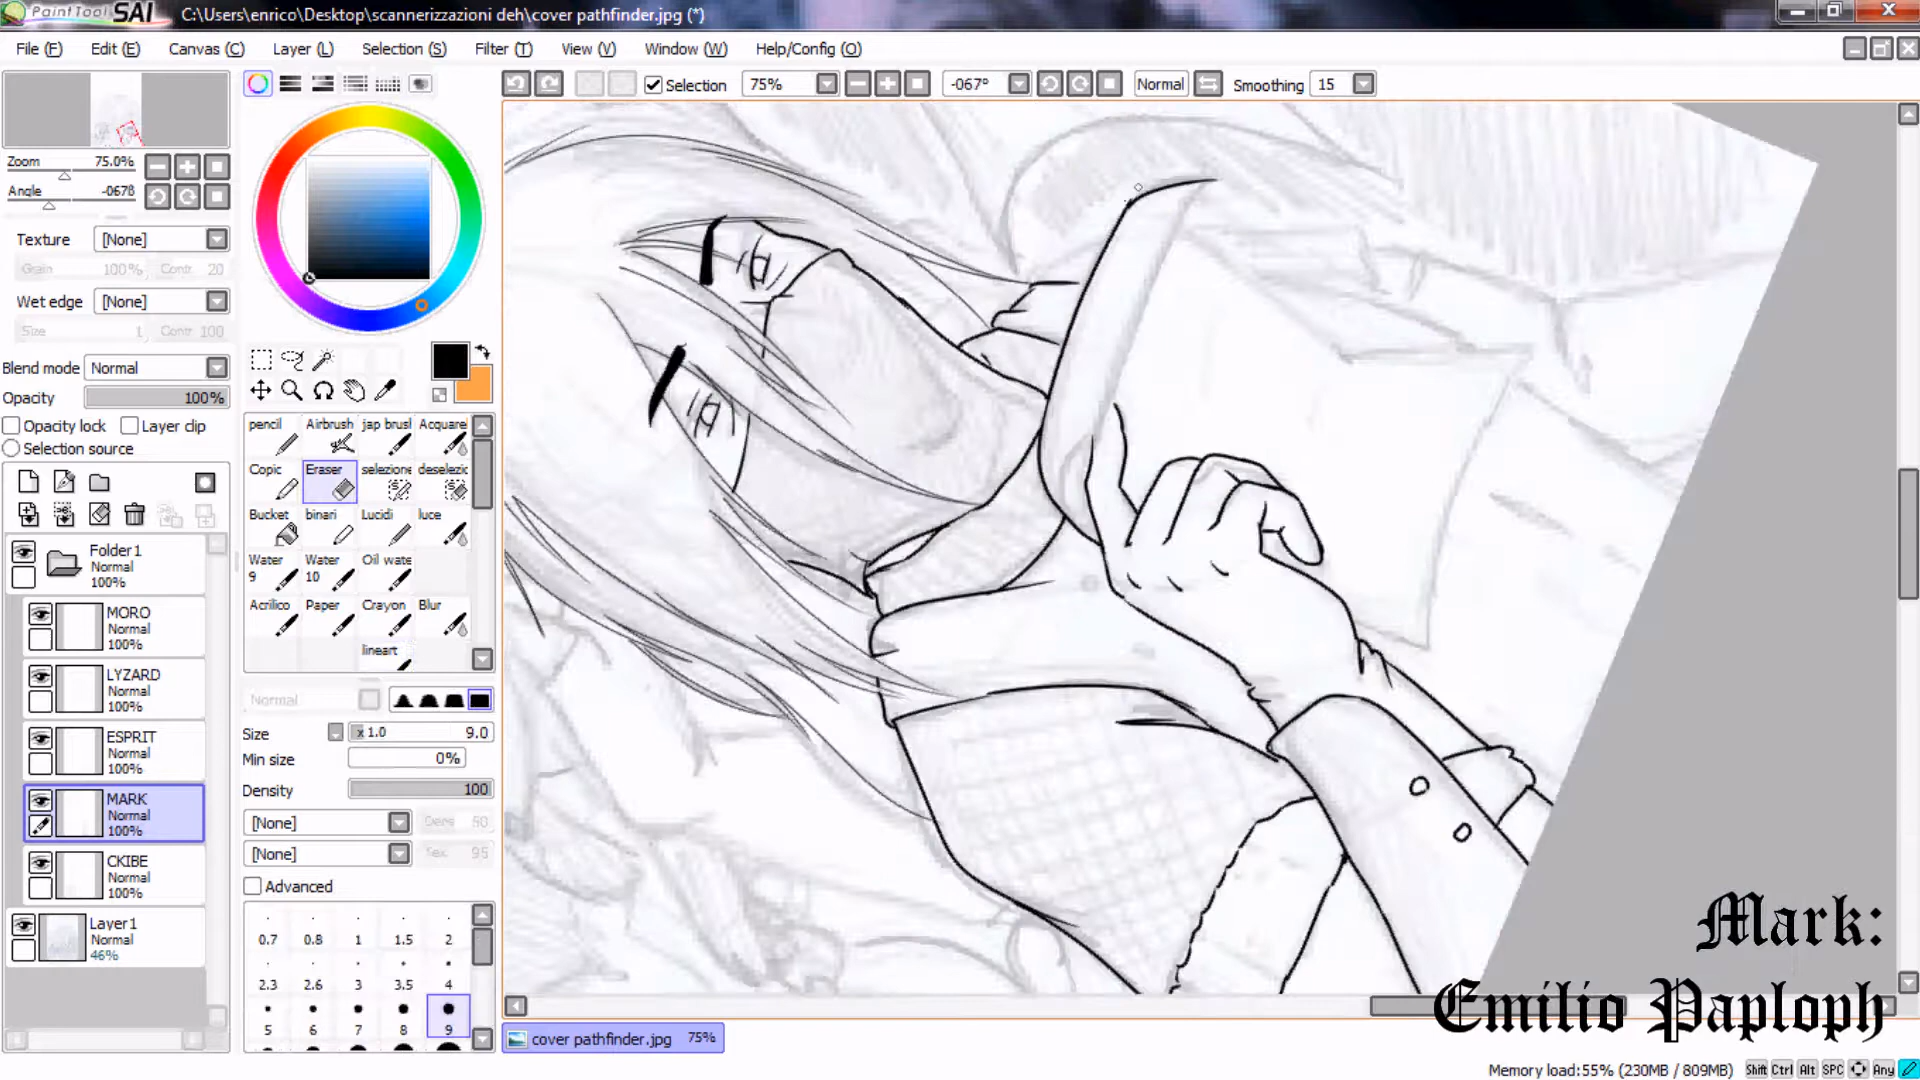 PaintTool SAI C:\Users\enrico\Desktop\scannerizzazioni deh\cover pathfinder.jpg (*)
File (F) Edit (E) Canvas (C) Layer (L) Selection (S) Filter (T) View (V) Window (W) Help/Config (O)
Selection 75% -067° Normal Smoothing 15
Zoom 75.0%
Angle -067ß
Texture [None]
Grain 100% Contr 20
Wet edge [None]
Size 1 Contr 100
Blend mode Normal
Opacity 100%
Opacity lock Layer clip
Selection source
Folder1
Normal
100%
MORO
Normal
100%
LYZARD
Normal
100%
ESPRIT
Normal
100%
MARK
Normal
100%
CKIBE
Normal
100%
Layer1
Normal
46%
pencil Airbrush jap brusl Acquare
Copic Eraser selezione deselezic
Bucket binari Lucidi luce
Water 9 Water 10 Oil wate
Acrilico Paper Crayon Blur
lineart
Normal
Size x 1.0 9.0
Min size 0%
Density 100
[None] 50
[None] 95
Advanced
0.7 0.8 1 1.5 2
2.3 2.6 3 3.5 4
5 6 7 8 9
cover pathfinder.jpg 75%
Mark:
Emilio Paploph
Memory load:55% (230MB / 809MB) Shift Ctrl Alt SPC Any